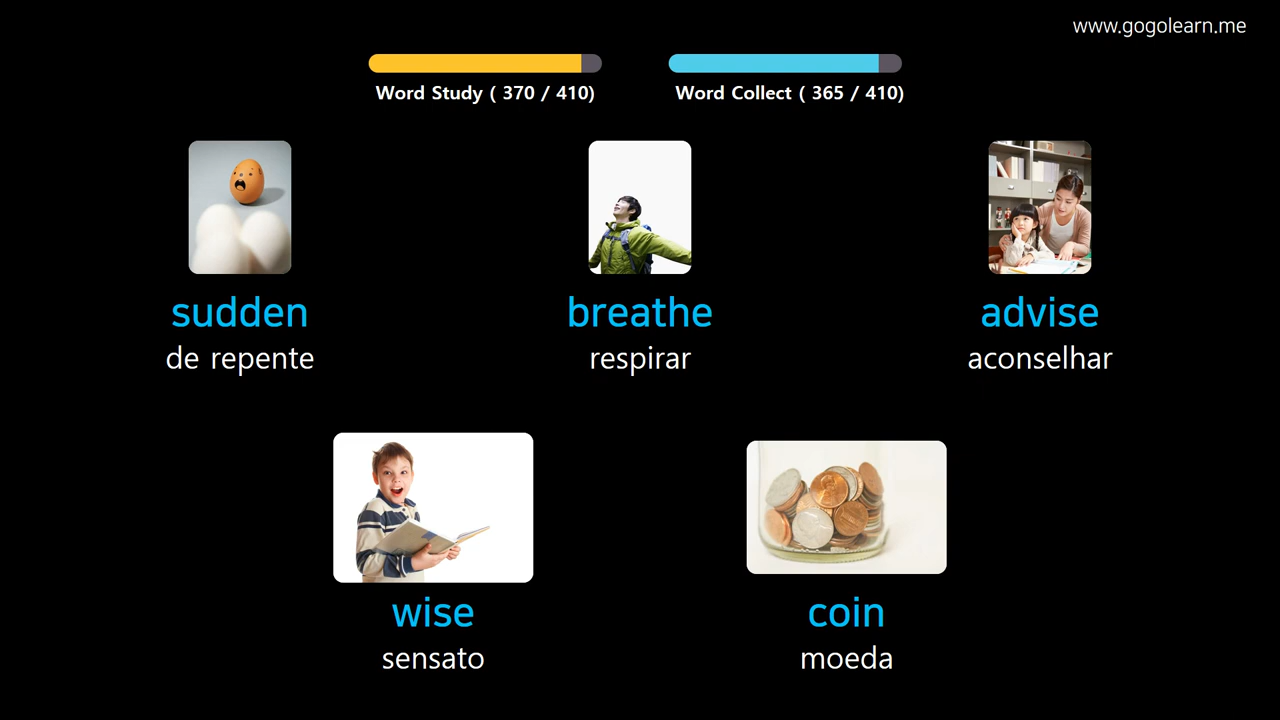 www.gogolearn.me
Word Study ( 370 / 410)
Word Collect ( 365 / 410)
sudden
de repente
breathe
respirar
advise
aconselhar
wise
sensato
coin
moeda